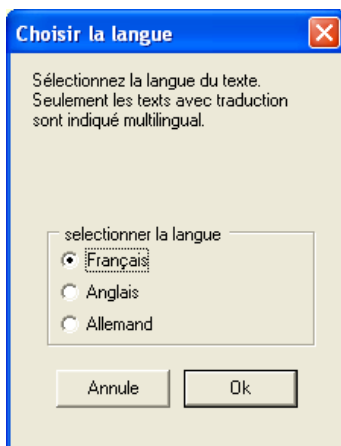 Choisir la langue
Sélectionnez la langue du texte.
Seulement les texts avec traduction
sont indiqué multilingual.
selectionner la langue
Français
Anglais
Allemand
Annule
Ok